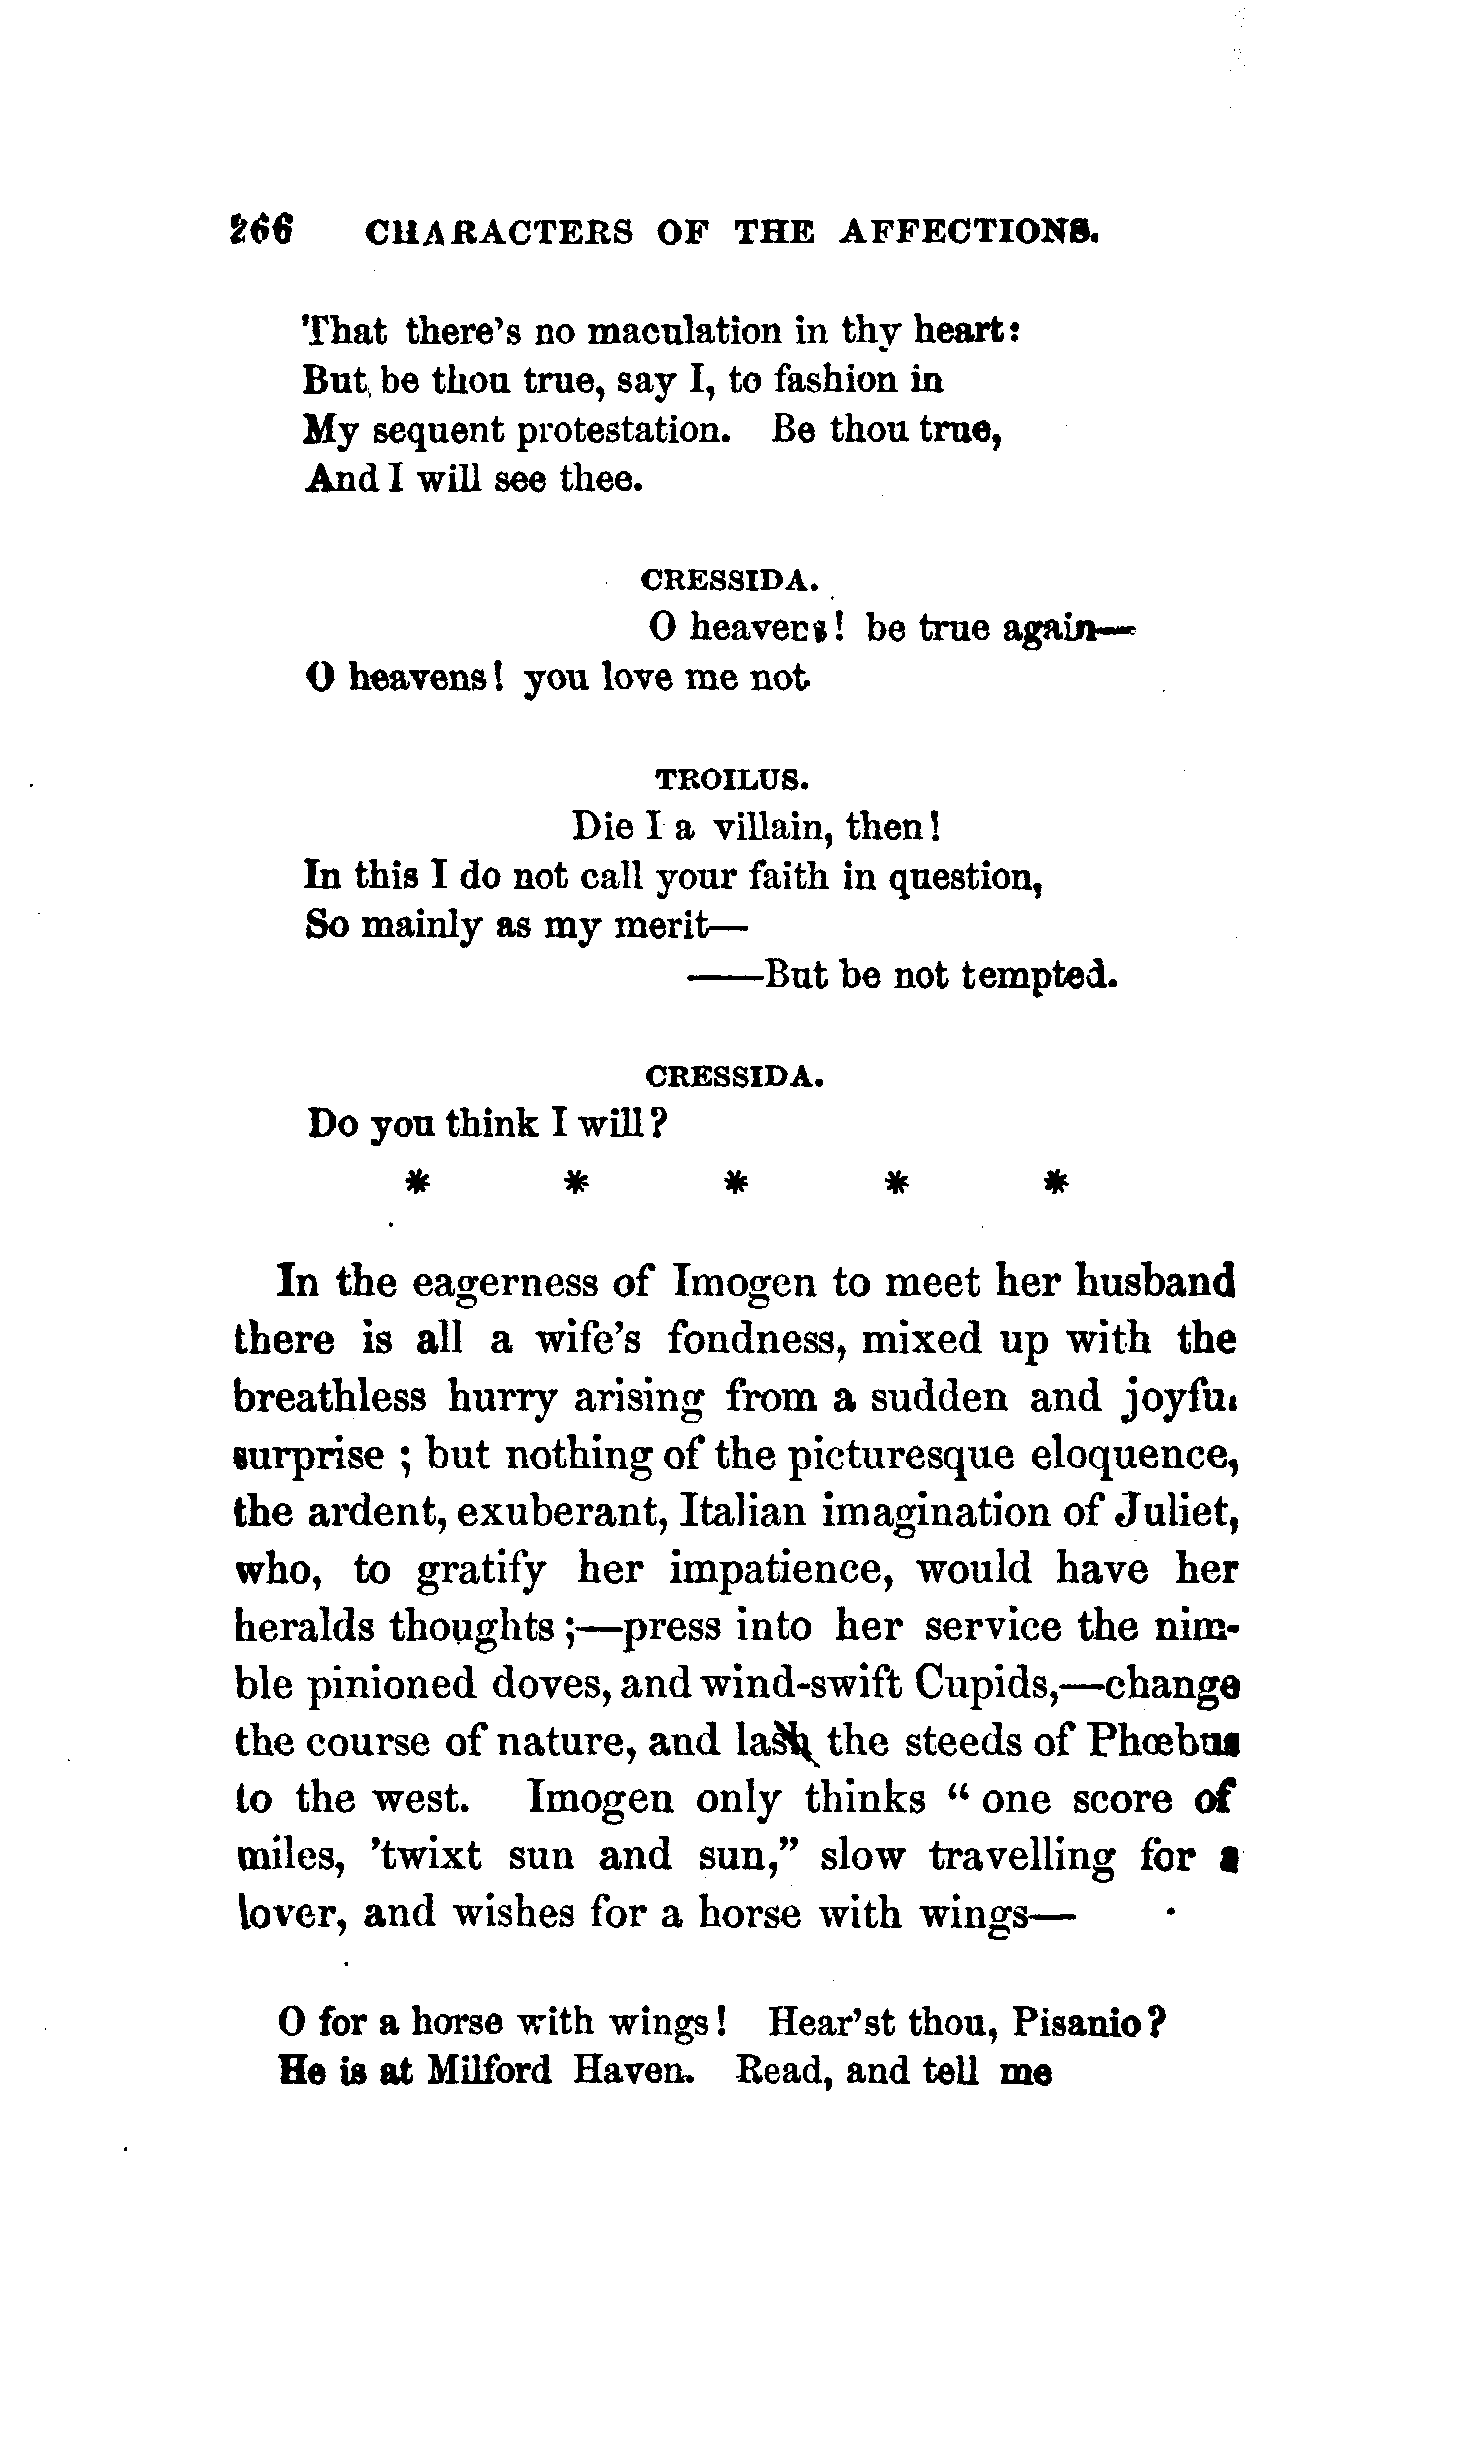 266 CHARACTERS OF THE AFFECTIONS.
That there's no maculation in thy heart:
But be thou true, say I, to fashion in
My sequent protestation. Be thou true,
And I will see thee.
CRESSIDA.
O heavens! be true again—
O heavens! you love me not.
TROILUS.
Die I a villain, then!
In this I do not call your faith in question,
So mainly as my merit—
——But be not tempted.
CRESSIDA.
Do you think I will?
* * * * *
In the eagerness of Imogen to meet her husband
there is all a wife's fondness, mixed up with the
breathless hurry arising from a sudden and joyful
surprise; but nothing of the picturesque eloquence,
the ardent, exuberant, Italian imagination of Juliet,
who, to gratify her impatience, would have her
heralds thoughts;—press into her service the nim-
ble pinioned doves, and wind-swift Cupids,—change
the course of nature, and lash the steeds of Phœbus
to the west. Imogen only thinks "one score of
miles, 'twixt sun and sun," slow travelling for a
lover, and wishes for a horse with wings—
O for a horse with wings! Hear'st thou, Pisanio?
He is at Milford Haven. Read, and tell me